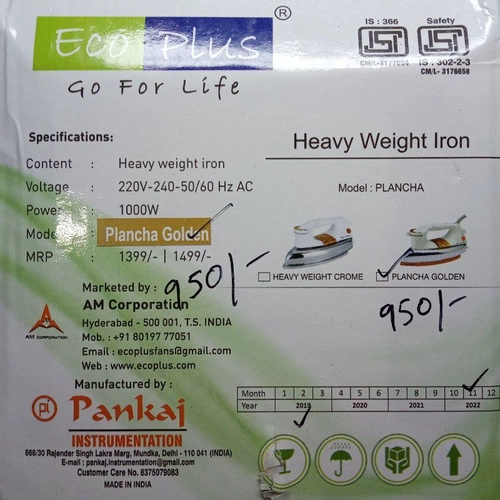 Eco Plus ®
Go For Life
IS : 366
Safety
ISI ISI
IS : 302-2-3
CM/L- 3176658
Specifications:
Heavy Weight Iron
Content : Heavy weight iron
Voltage : 220V-240-50/60 Hz AC
Model : PLANCHA
Power : 1000W
Model Plancha Golden
MRP : 1399/- | 1499/-
HEAVY WEIGHT CROME
PLANCHA GOLDEN
950/-
950/-
Marketed by :
AM Corporation
AM CORPORATION
Hyderabad - 500 001, T.S. INDIA
Mob. : +91 80197 77051
Email : ecoplusfans@gmail.com
Web : www.ecoplus.com
Manufactured by :
Month 1 2 3 4 5 6 7 8 9 10 11 12
Year 2019 2020 2021 2022
pi Pankaj
INSTRUMENTATION
868/30 Rajender Singh Lakra Marg, Mundka, Delhi - 110 041 (INDIA)
E-mail : pankaj.instrumentation@gmail.com
Customer Care No. 8375079083
MADE IN INDIA